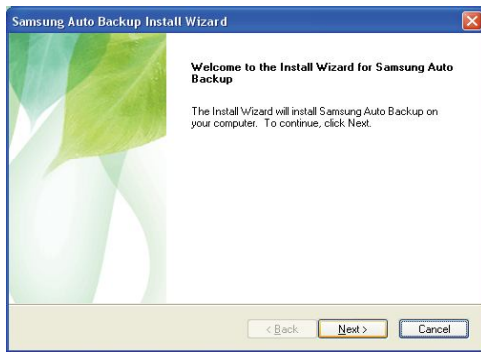 Samsung Auto Backup Install Wizard
Welcome to the Install Wizard for Samsung Auto
Backup
The Install Wizard will install Samsung Auto Backup on
your computer. To continue, click Next.
< Back Next > Cancel